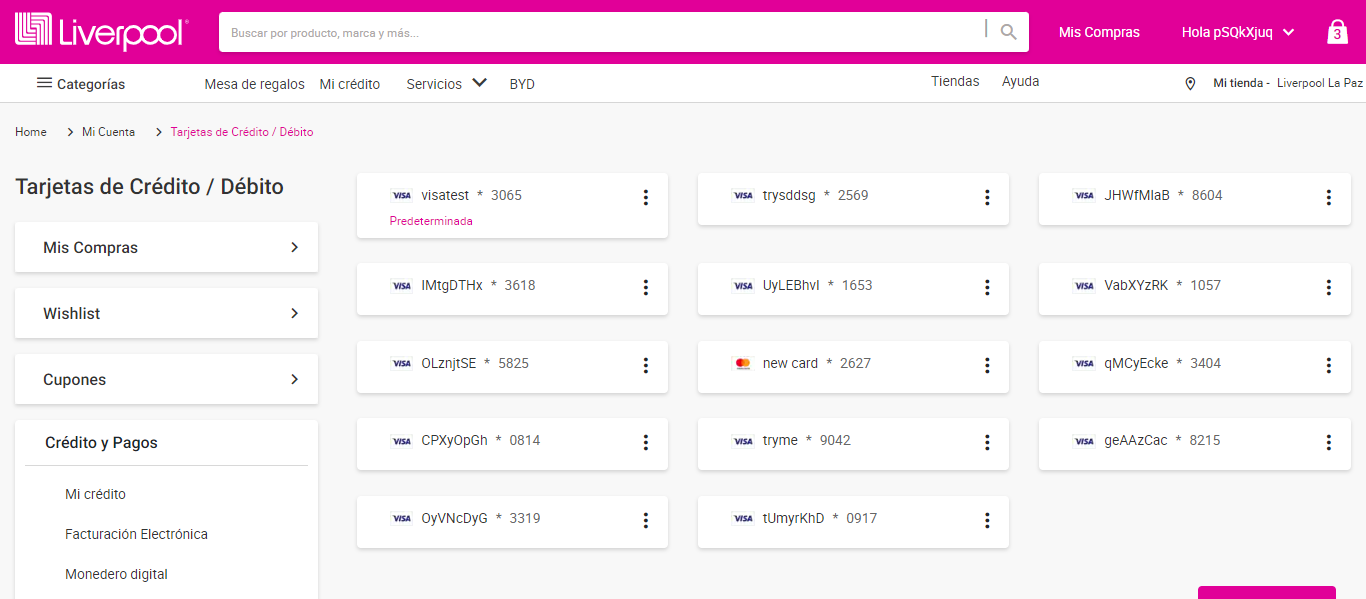 Liverpool
Buscar por producto, marca y más...
Mis Compras
Hola pSQkXjuq
3
Categorías
Mesa de regalos
Mi crédito
Servicios
BYD
Tiendas
Ayuda
Mi tienda - Liverpool La Paz
Home > Mi Cuenta > Tarjetas de Crédito / Débito
Tarjetas de Crédito / Débito
Mis Compras
Wishlist
Cupones
Crédito y Pagos
Mi crédito
Facturación Electrónica
Monedero digital
VISA visatest * 3065
Predeterminada
VISA trysddsg * 2569
VISA JHWfMIaB * 8604
VISA IMtgDTHx * 3618
VISA UyLEBhvI * 1653
VISA VabXYzRK * 1057
VISA OLznjtSE * 5825
new card * 2627
VISA qMCyEcke * 3404
VISA CPXyOpGh * 0814
VISA tryme * 9042
VISA geAAzCac * 8215
VISA OyVNcDyG * 3319
VISA tUmyrKhD * 0917